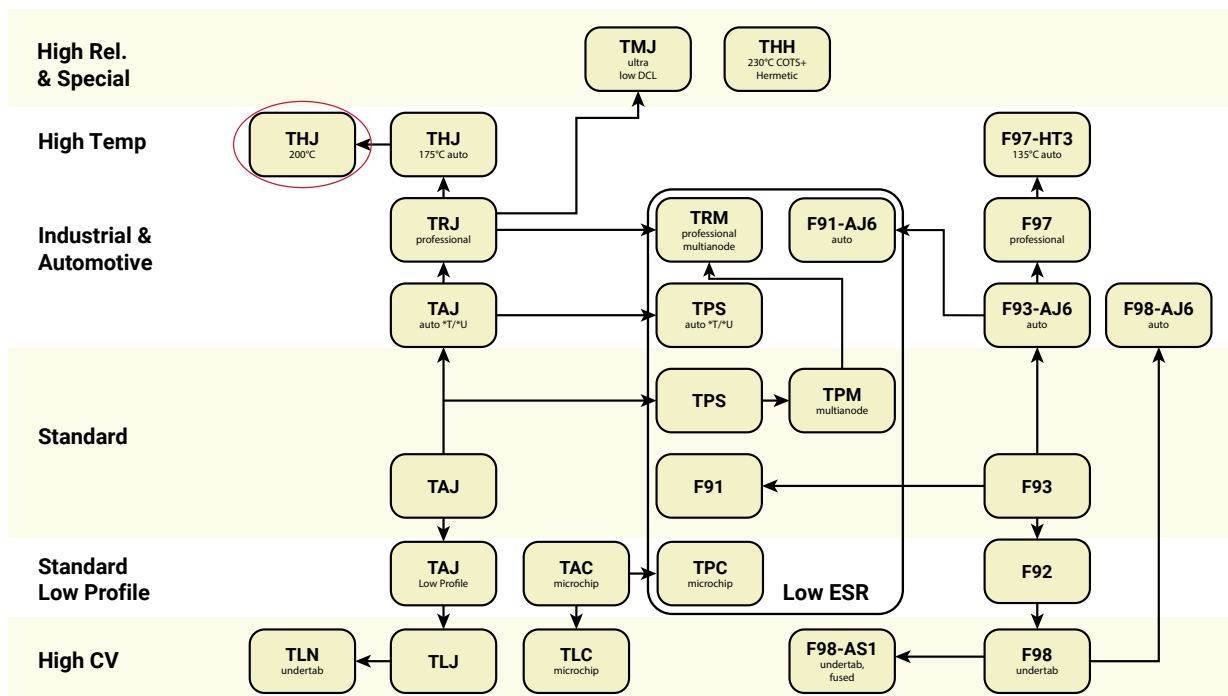 High Rel.
& Special
TMJ
ultra
low DCL
THH
230°C COTS+
Hermetic
High Temp
THJ
200°C
THJ
175°C auto
F97-HT3
135°C auto
Industrial &
Automotive
TRJ
professional
TRM
professional
multianode
F91-AJ6
auto
F97
professional
TAJ
auto *T/*U
TPS
auto *T/*U
F93-AJ6
auto
F98-AJ6
auto
Standard
TPS
TPM
multianode
TAJ
F91
F93
Standard
Low Profile
TAJ
Low Profile
TAC
microchip
TPC
microchip
Low ESR
F92
High CV
TLN
undertab
TLJ
TLC
microchip
F98-AS1
undertab,
fused
F98
undertab